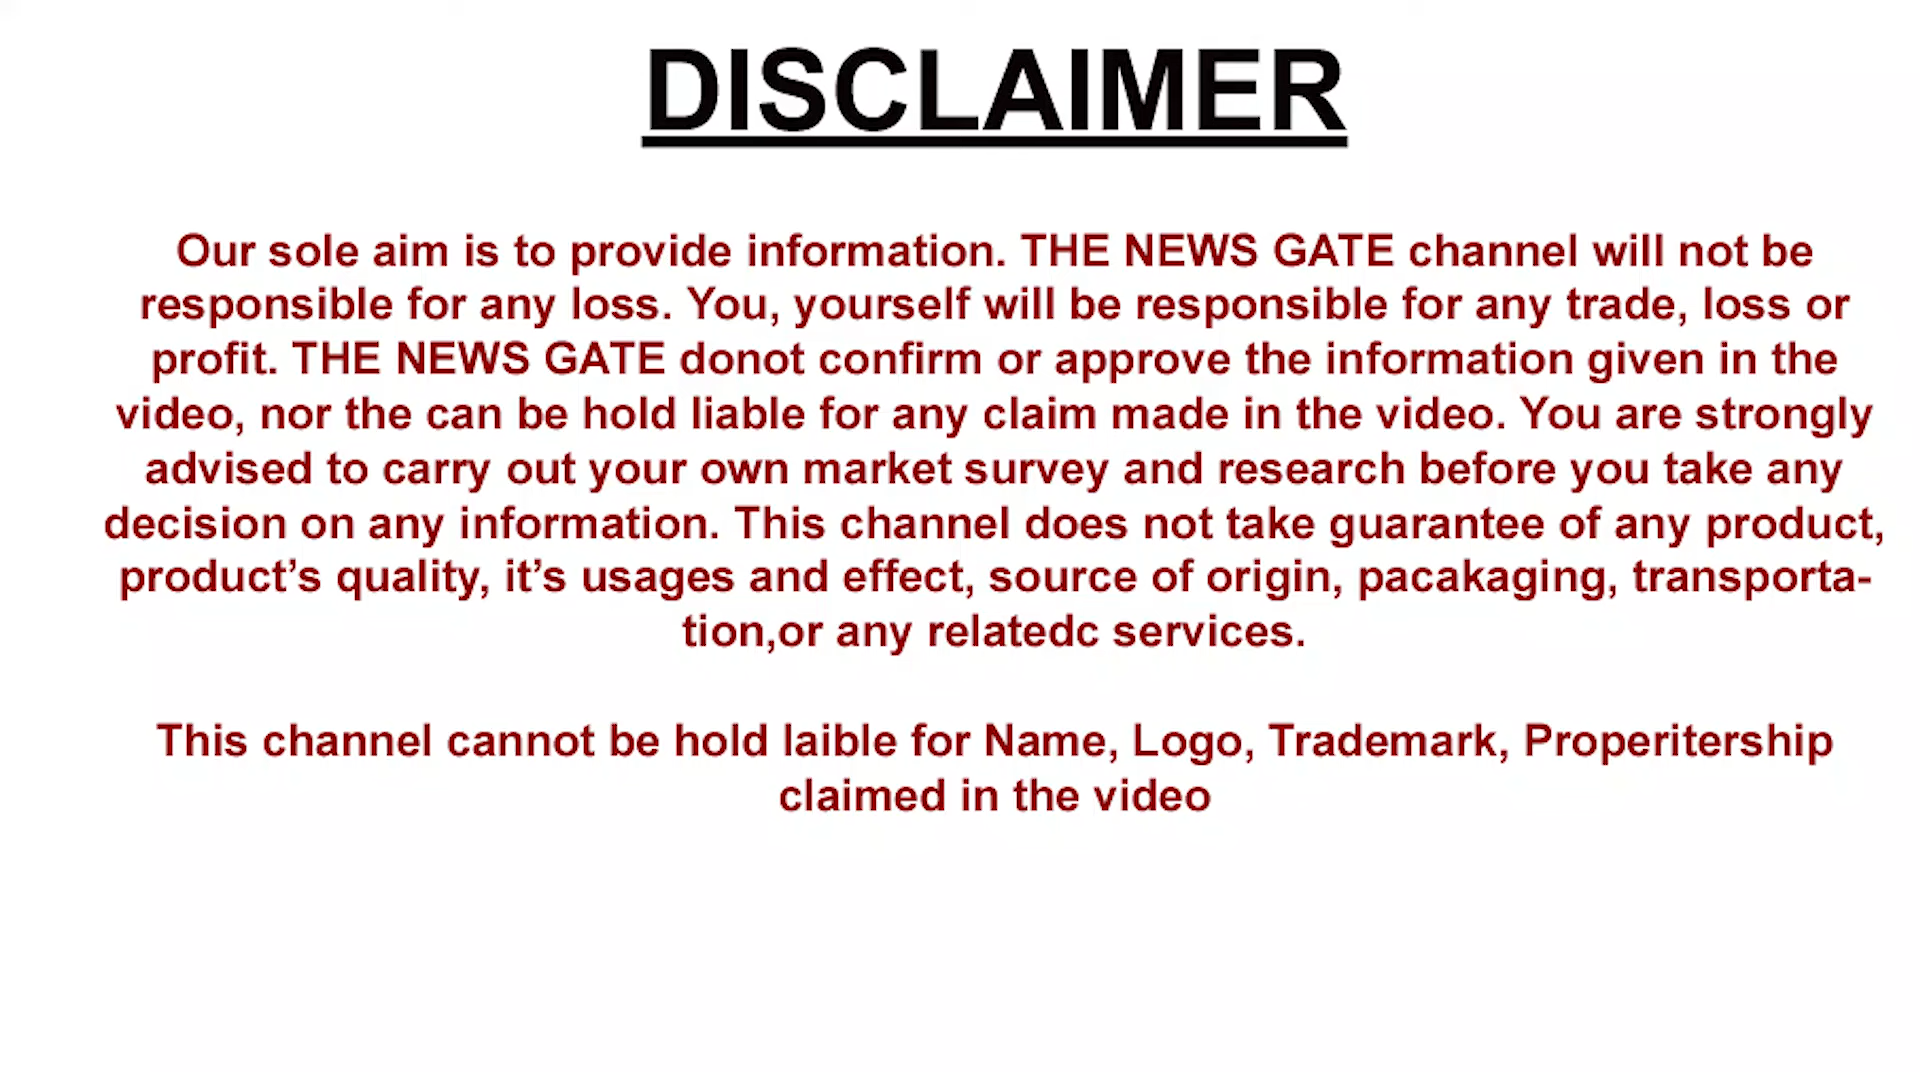 DISCLAIMER
Our sole aim is to provide information. THE NEWS GATE channel will not be
responsible for any loss. You, yourself will be responsible for any trade, loss or
profit. THE NEWS GATE donot confirm or approve the information given in the
video, nor the can be hold liable for any claim made in the video. You are strongly
advised to carry out your own market survey and research before you take any
decision on any information. This channel does not take guarantee of any product,
product’s quality, it’s usages and effect, source of origin, pacakaging, transporta-
tion,or any relatedc services.
This channel cannot be hold laible for Name, Logo, Trademark, Properitership
claimed in the video